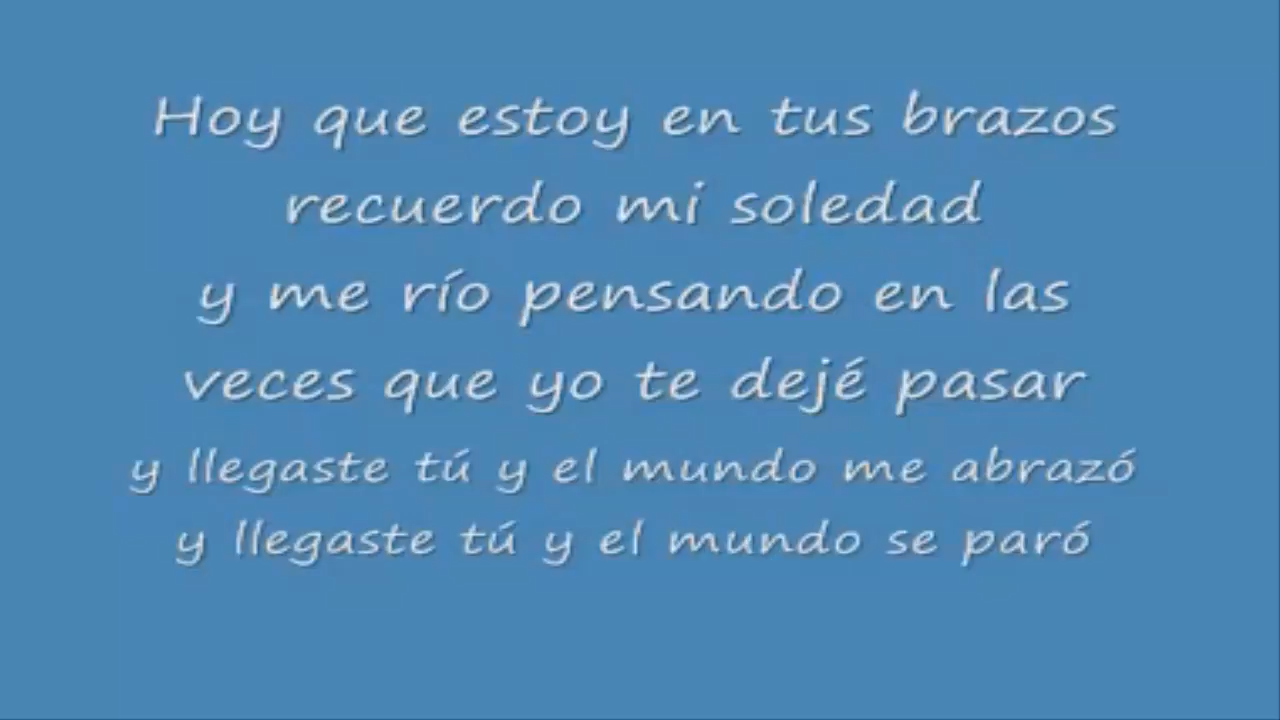 Hoy que estoy en tus brazos
recuerdo mi soledad
y me río pensando en las
veces que yo te dejé pasar
y llegaste tú y el mundo me abrazó
y llegaste tú y el mundo se paró